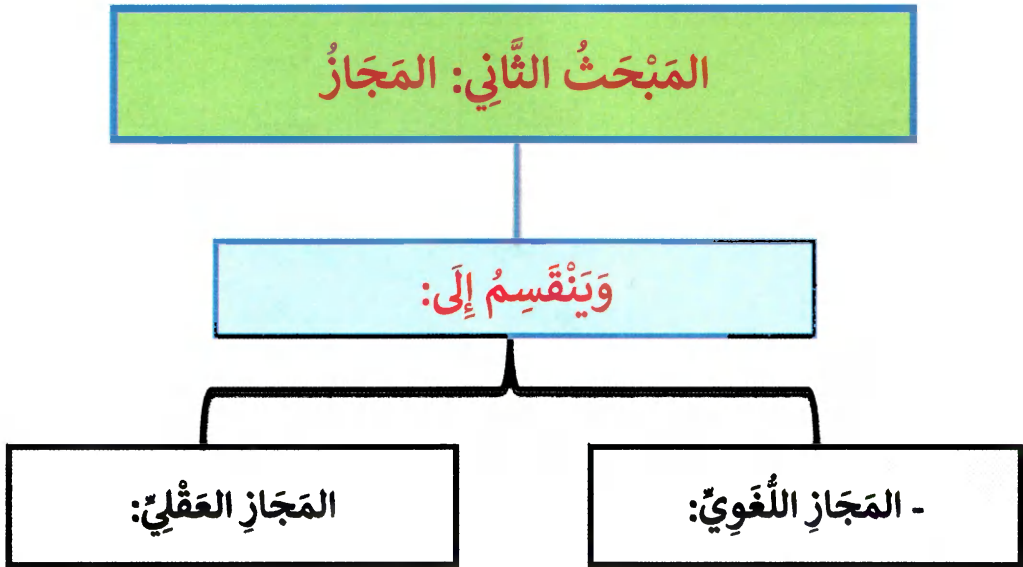 المَبْحَثُ الثَّانِي: المَجَازُ
وَيَنْقَسِمُ إِلَى:
- المَجَازِ اللُّغَوِيِّ:
المَجَازِ العَقْلِيِّ: